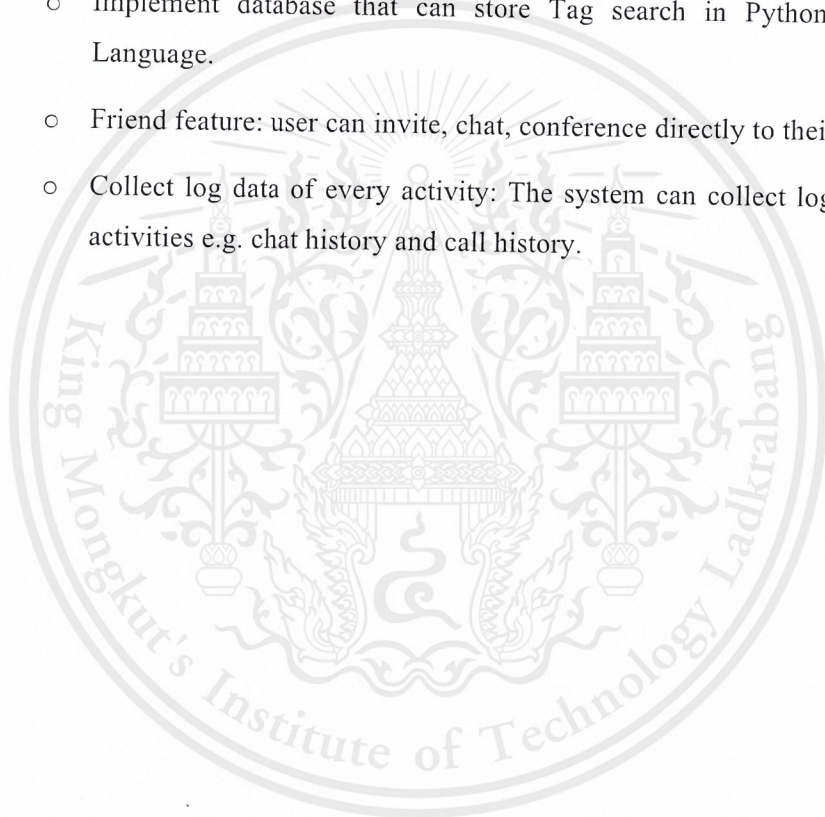 ○ Implement database that can store Tag search in Python
Language.
○ Friend feature: user can invite, chat, conference directly to thei
○ Collect log data of every activity: The system can collect log
activities e.g. chat history and call history.
King Mongkut's Institute of Technology Ladkrabang